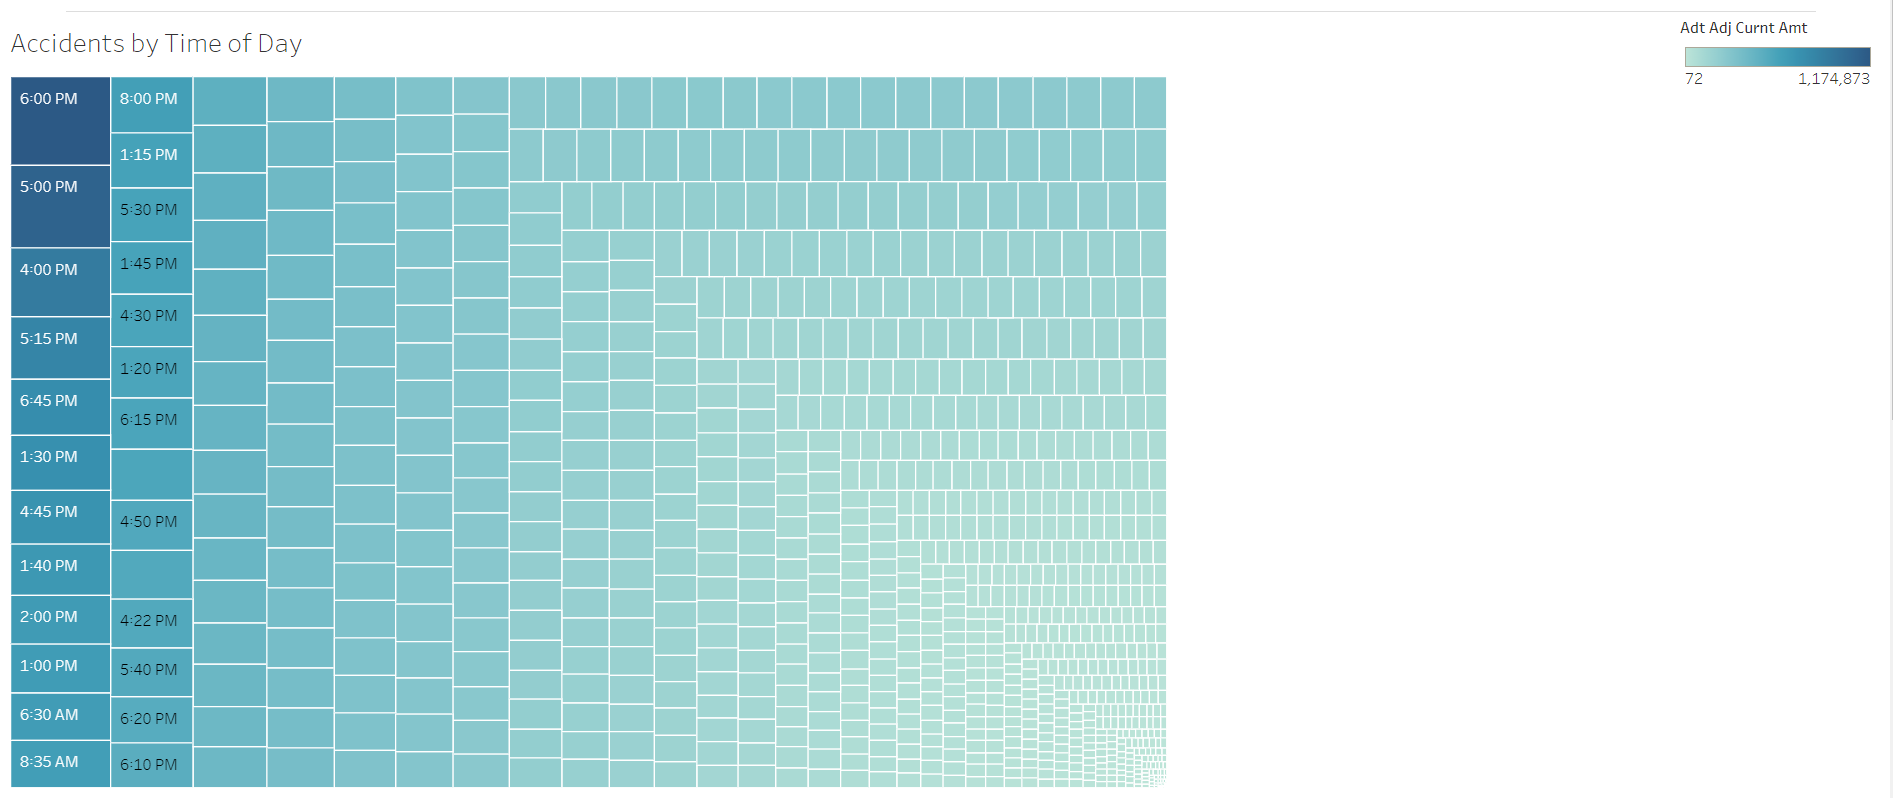 Adt Adj Curnt Amt
72
1,174,873
Accidents by Time of Day
6:00 PM
5:00 PM
4:00 PM
5:15 PM
6:45 PM
1:30 PM
4:45 PM
1:40 PM
2:00 PM
1:00 PM
6:30 AM
8:35 AM
8:00 PM
1:15 PM
5:30 PM
1:45 PM
4:30 PM
1:20 PM
6:15 PM
4:50 PM
4:22 PM
5:40 PM
6:20 PM
6:10 PM